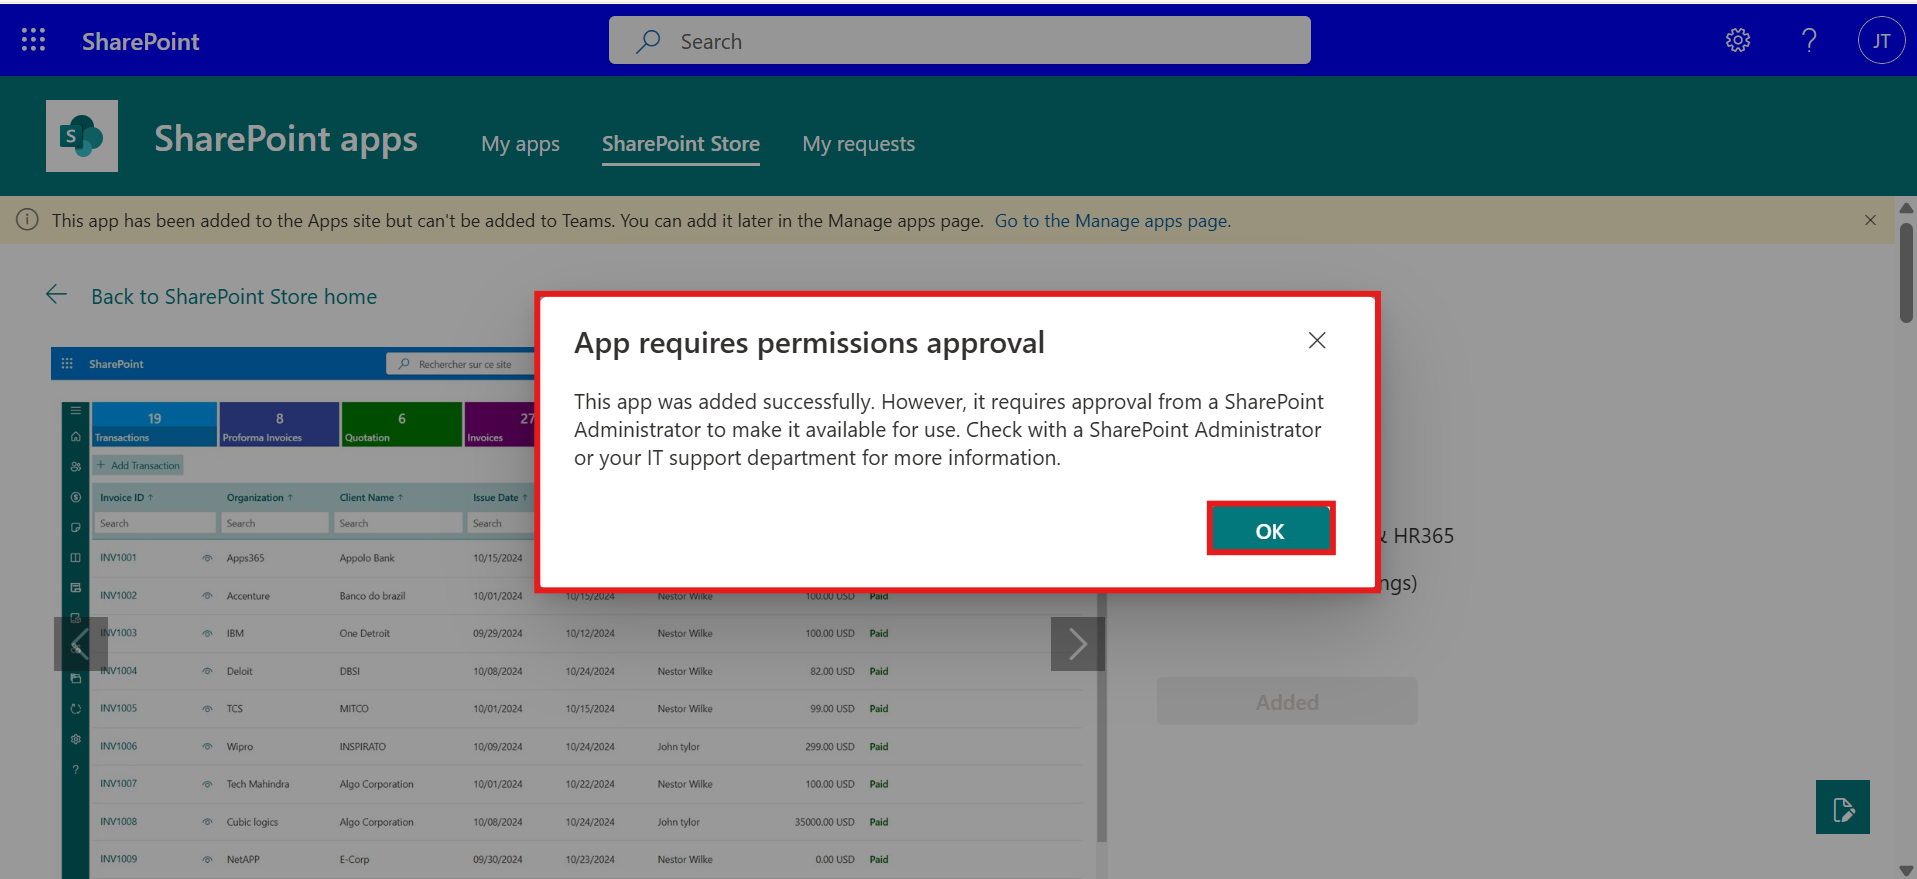 SharePoint
Search
JT
S
SharePoint apps
My apps
SharePoint Store
My requests
This app has been added to the Apps site but can't be added to Teams. You can add it later in the Manage apps page. Go to the Manage apps page.
Back to SharePoint Store home
SharePoint
Rechercher sur ce site
19
Transactions
8
Proforma Invoices
6
Quotation
27
Invoices
+ Add Transaction
Invoice ID ↑ Organization ↑ Client Name ↑ Issue Date ↑
Search Search Search Search
INV1001 Apps365 Appolo Bank 10/15/2024
INV1002 Accenture Banco do brazil 10/01/2024 10/15/2024 Nestor Wilke 100.00 USD Paid
INV1003 IBM One Detroit 09/29/2024 10/12/2024 Nestor Wilke 100.00 USD Paid
INV1004 Deloit DBSI 10/08/2024 10/24/2024 Nestor Wilke 82.00 USD Paid
INV1005 TCS MITCO 10/01/2024 10/15/2024 Nestor Wilke 99.00 USD Paid
INV1006 Wipro INSPIRATO 10/09/2024 10/24/2024 John tylor 299.00 USD Paid
INV1007 Tech Mahindra Algo Corporation 10/01/2024 10/22/2024 Nestor Wilke 100.00 USD Paid
INV1008 Cubic logics Algo Corporation 10/08/2024 10/24/2024 John tylor 35000.00 USD Paid
INV1009 NetAPP E-Corp 09/30/2024 10/23/2024 Nestor Wilke 0.00 USD Paid
App requires permissions approval
This app was added successfully. However, it requires approval from a SharePoint
Administrator to make it available for use. Check with a SharePoint Administrator
or your IT support department for more information.
OK
& HR365
ngs)
Added